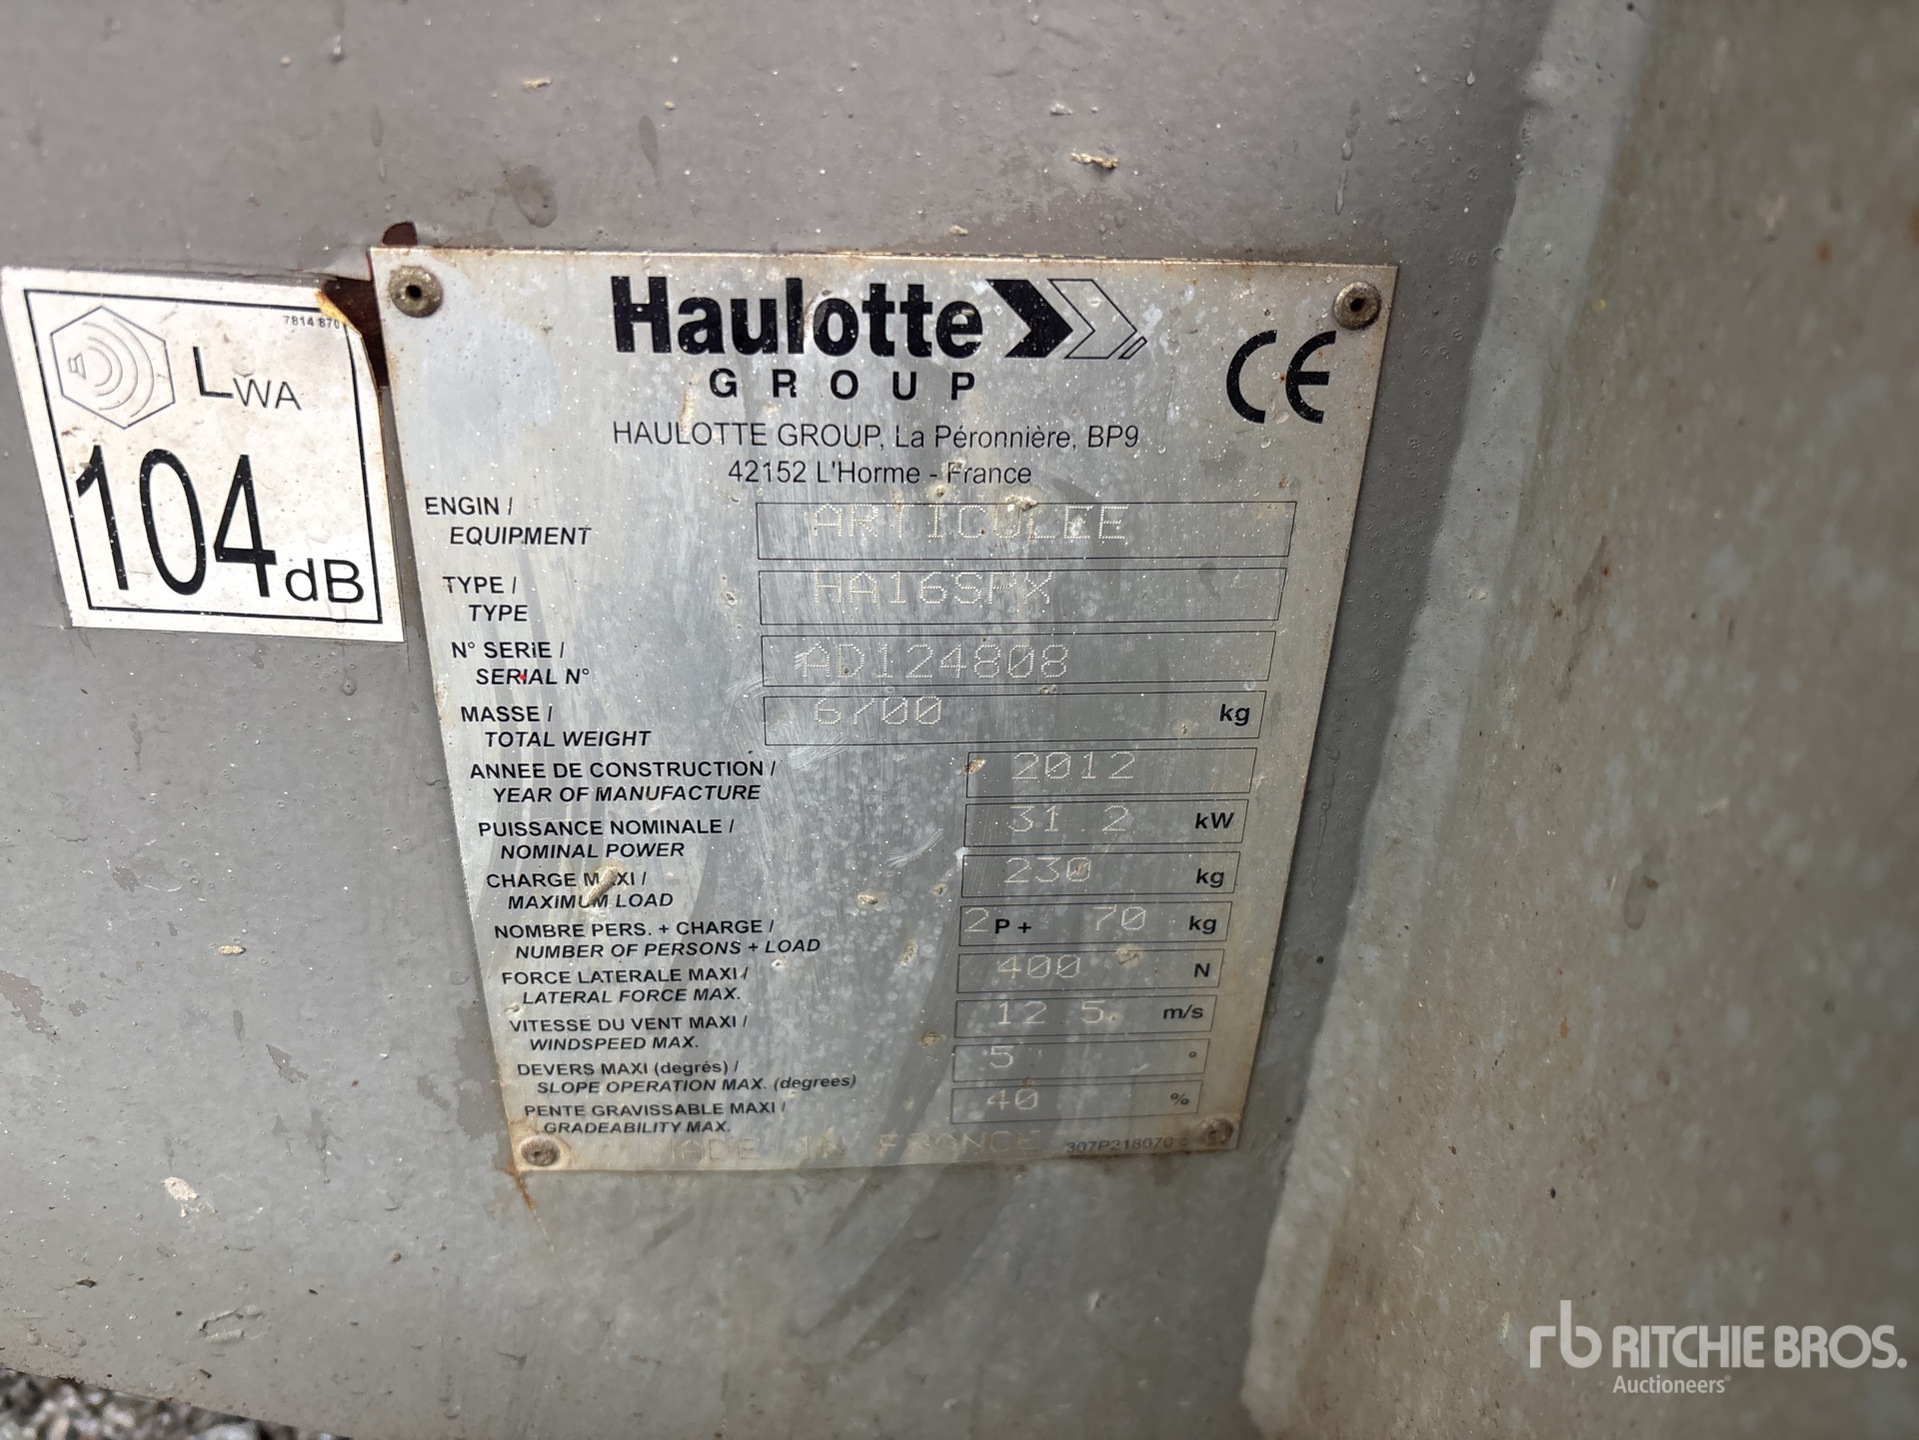 7814 870
LWA
104dB
Haulotte
GROUP
CE
HAULOTTE GROUP, La Péronnière, BP9
42152 L'Horme - France
ENGIN /
EQUIPMENT
ARTICULEE
TYPE /
TYPE
HA16SPX
N° SERIE /
SERIAL N°
AD124808
MASSE /
TOTAL WEIGHT
6700 kg
ANNEE DE CONSTRUCTION /
YEAR OF MANUFACTURE
2012
PUISSANCE NOMINALE /
NOMINAL POWER
31.2 kW
CHARGE MAXI /
MAXIMUM LOAD
230 kg
NOMBRE PERS. + CHARGE /
NUMBER OF PERSONS + LOAD
2 P + 70 kg
FORCE LATERALE MAXI /
LATERAL FORCE MAX.
400 N
VITESSE DU VENT MAXI /
WINDSPEED MAX.
12.5 m/s
DEVERS MAXI (degrés) /
SLOPE OPERATION MAX. (degrees)
5 °
PENTE GRAVISSABLE MAXI /
GRADEABILITY MAX.
40 %
MADE IN FRANCE
307P218070
rb RITCHIE BROS.
Auctioneers